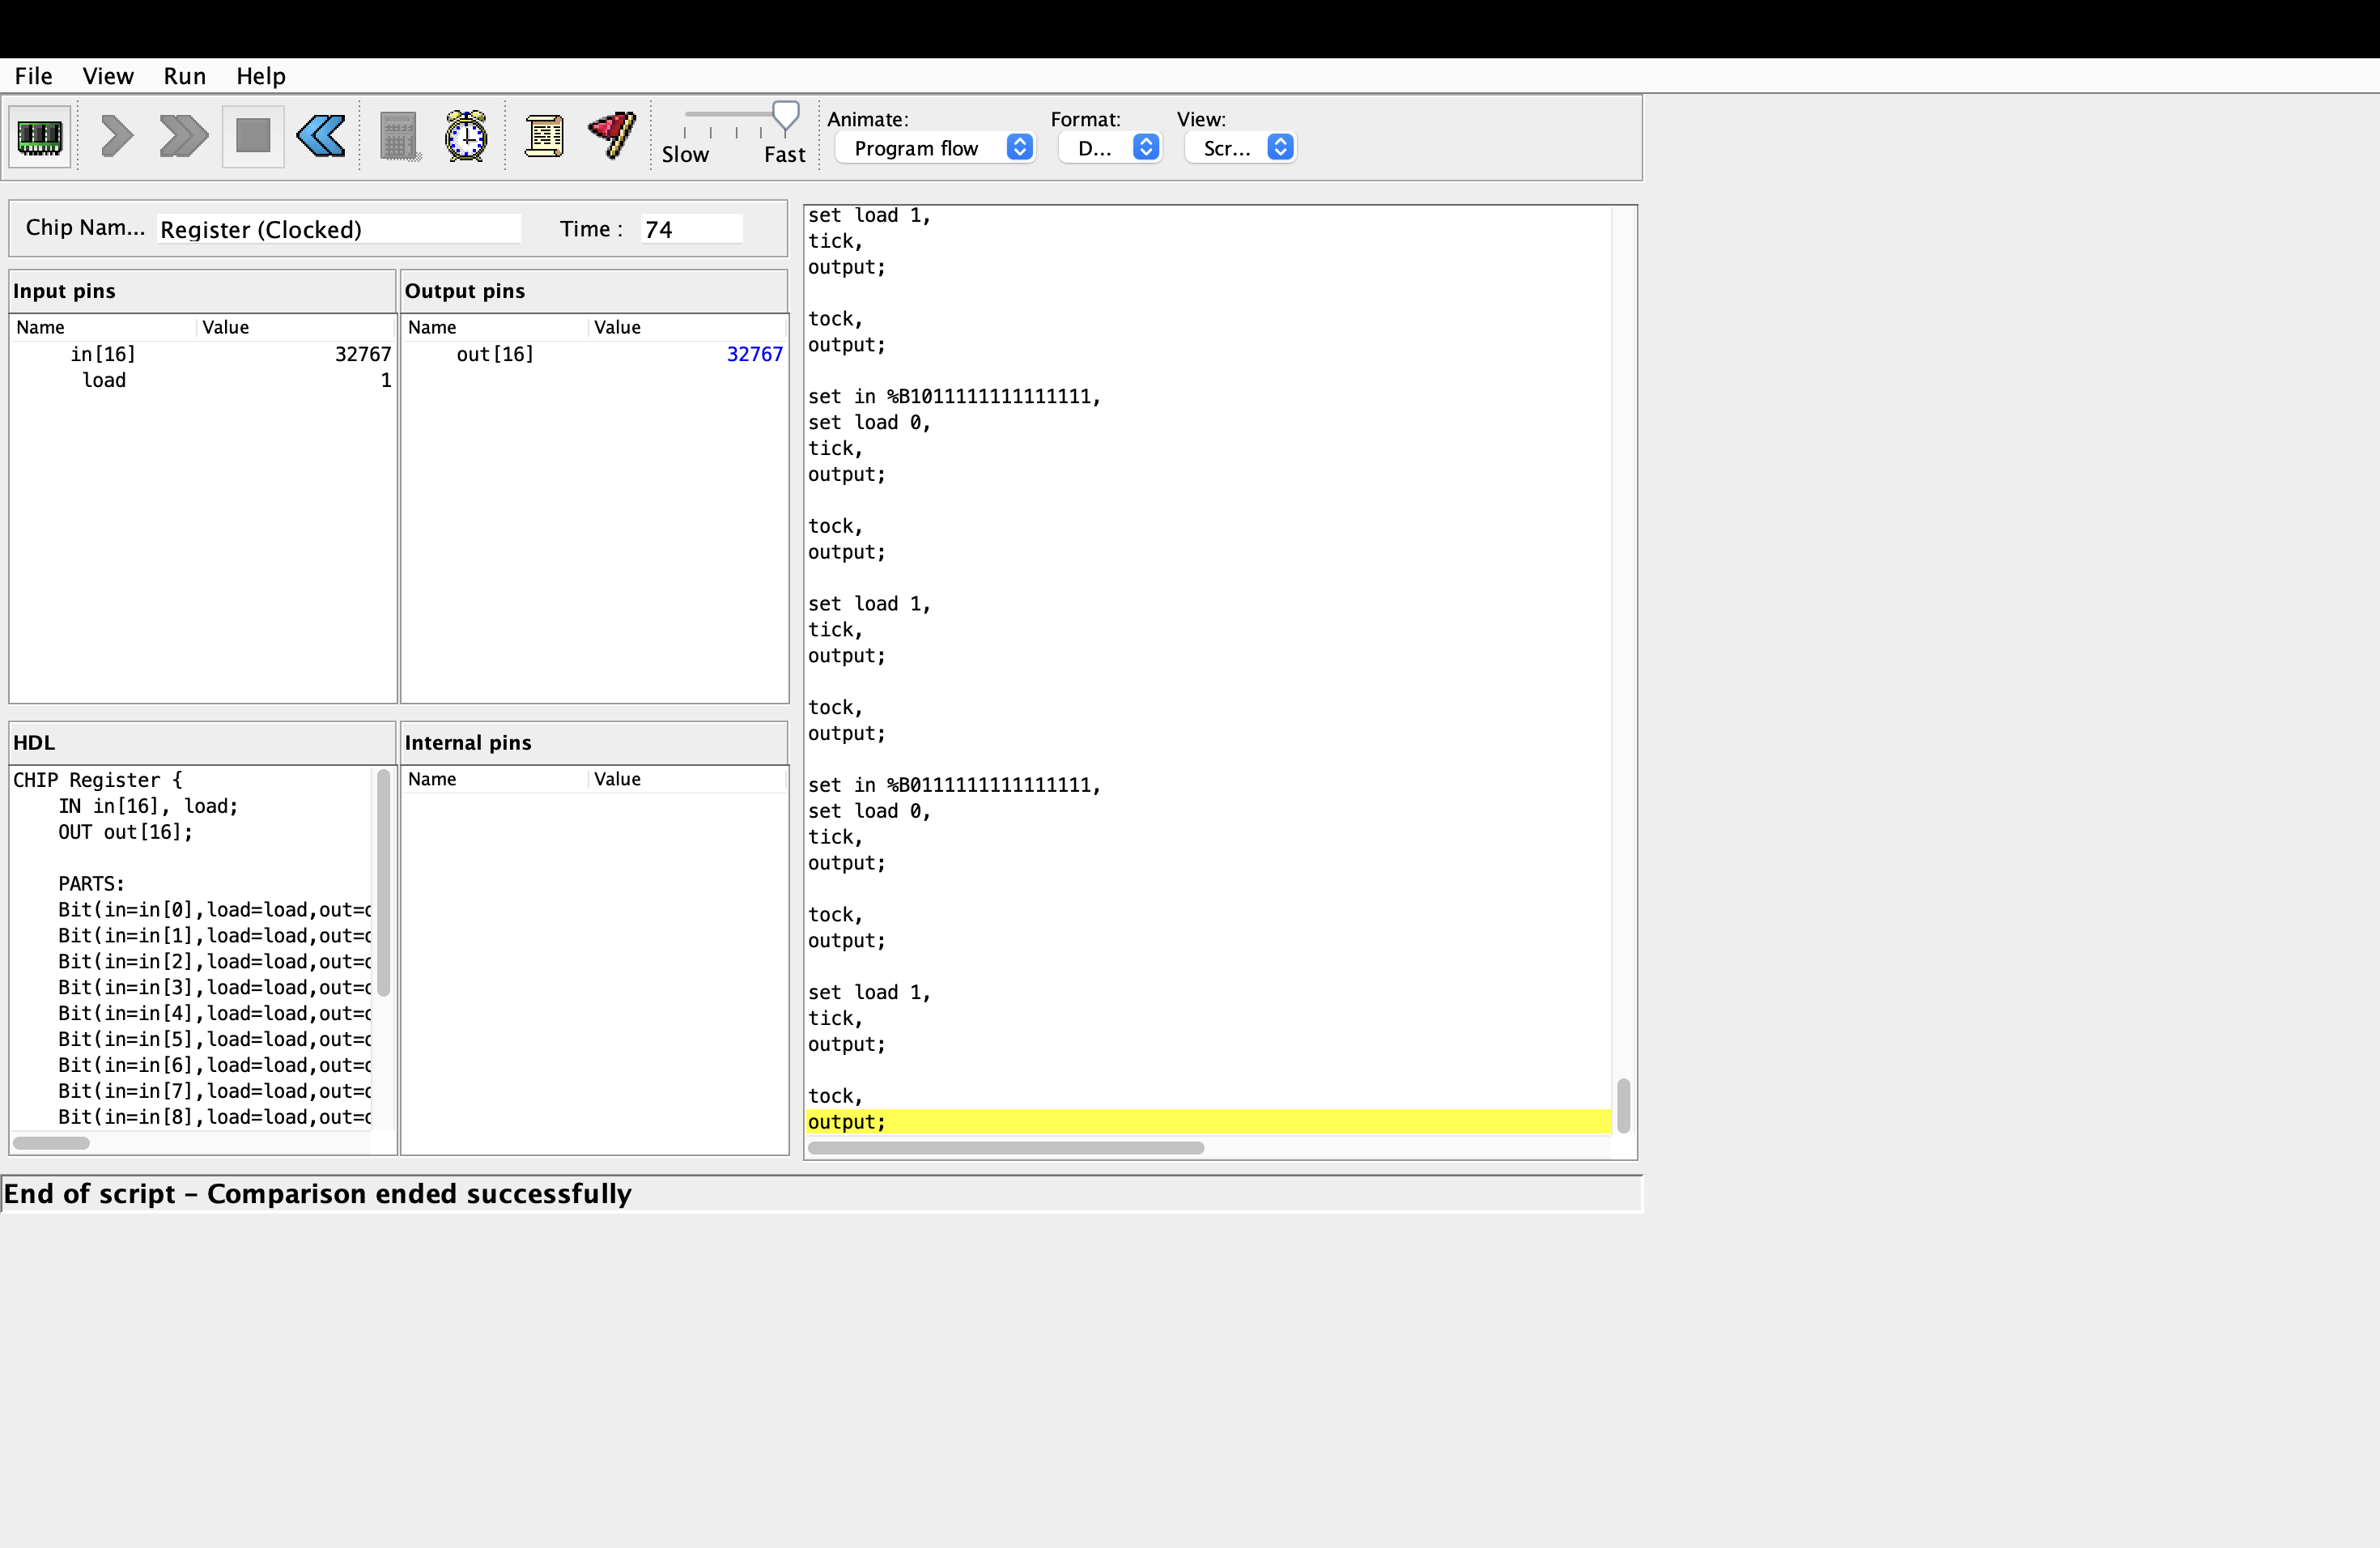 File View Run Help
Slow Fast
Animate: Format: View:
Program flow D... Scr...
Chip Nam... Register (Clocked) Time : 74
Input pins
Name Value
in[16] 32767
load 1
Output pins
Name Value
out[16] 32767
HDL
CHIP Register {
IN in[16], load;
OUT out[16];
PARTS:
Bit(in=in[0],load=load,out=
Bit(in=in[1],load=load,out=
Bit(in=in[2],load=load,out=
Bit(in=in[3],load=load,out=
Bit(in=in[4],load=load,out=
Bit(in=in[5],load=load,out=
Bit(in=in[6],load=load,out=
Bit(in=in[7],load=load,out=
Bit(in=in[8],load=load,out=
Internal pins
Name Value
set load 1,
tick,
output;
tock,
output;
set in %B1011111111111111,
set load 0,
tick,
output;
tock,
output;
set load 1,
tick,
output;
tock,
output;
set in %B0111111111111111,
set load 0,
tick,
output;
tock,
output;
set load 1,
tick,
output;
tock,
output;
End of script – Comparison ended successfully